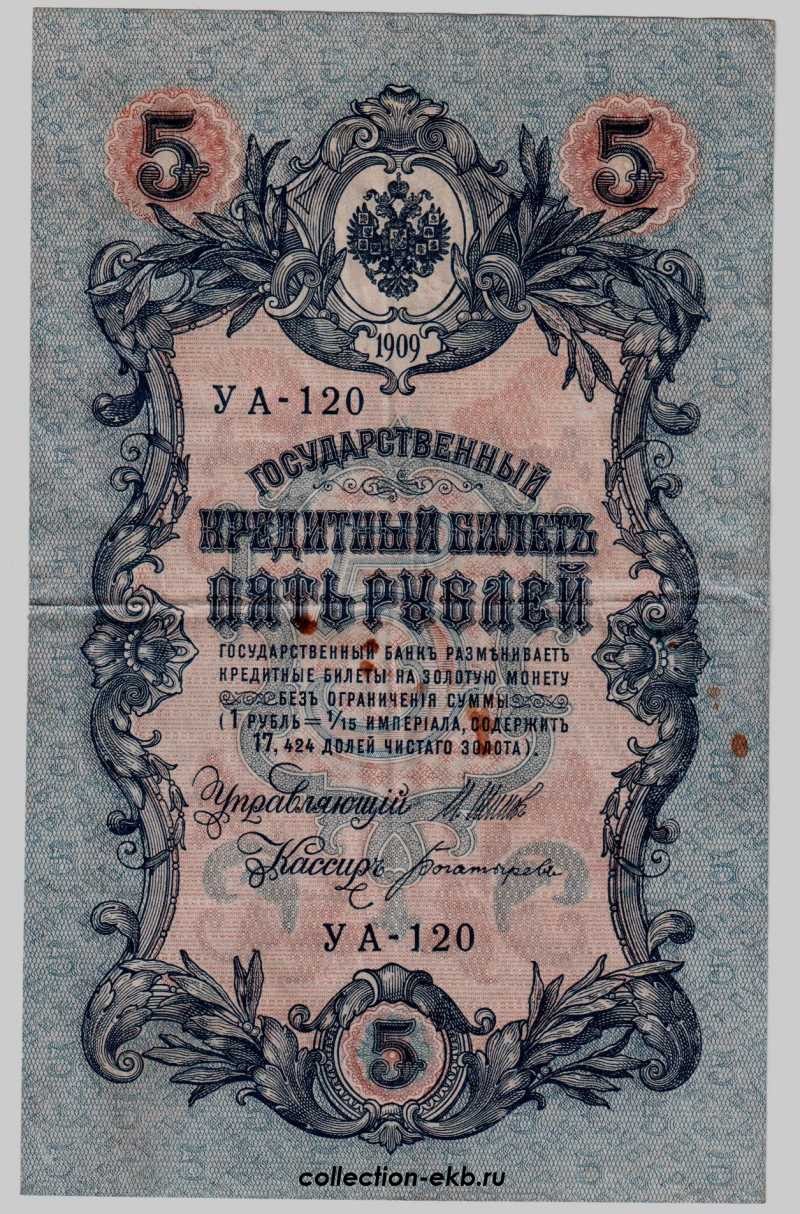 5 5
1909
УА-120
ГОСУДАРСТВЕННЫЙ
КРЕДИТНЫЙ БИЛЕТЪ
ПЯТЬ РУБЛЕЙ
ГОСУДАРСТВЕННЫЙ БАНКЪ РАЗМѢНИВАЕТЪ
КРЕДИТНЫЕ БИЛЕТЫ НА ЗОЛОТУЮ МОНЕТУ
БЕЗЪ ОГРАНИЧЕНІЯ СУММЫ
(1 РУБЛЬ = 1/15 ИМПЕРІАЛА, СОДЕРЖИТЪ
17,424 ДОЛЕЙ ЧИСТАГО ЗОЛОТА).
Управляющій И. Шипов
Кассиръ Богатыревъ
УА-120
5
collection-ekb.ru